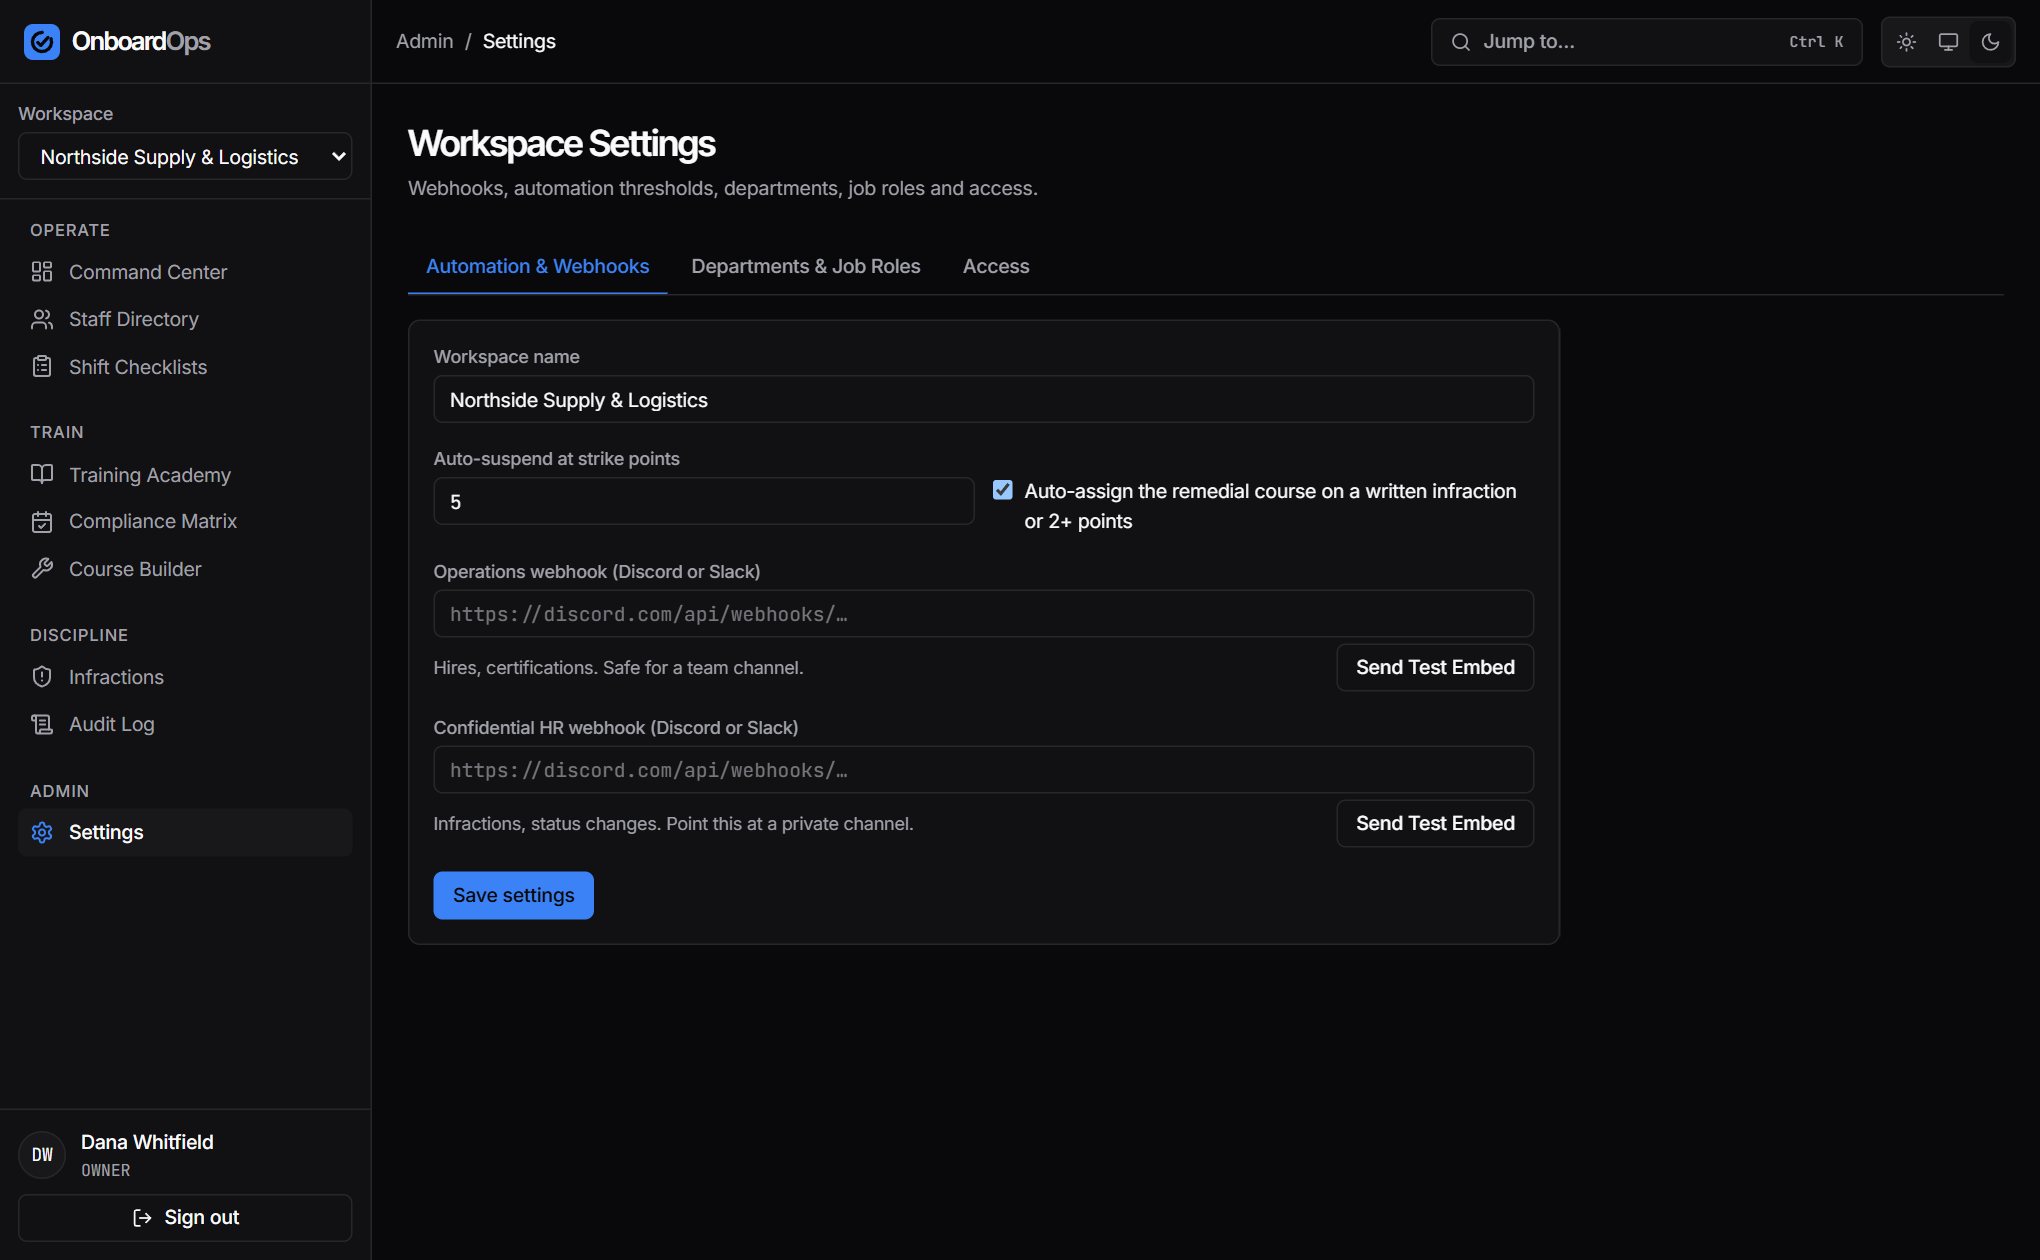 OnboardOps
Admin / Settings
Jump to...
Ctrl K
Workspace
Northside Supply & Logistics
OPERATE
Command Center
Staff Directory
Shift Checklists
TRAIN
Training Academy
Compliance Matrix
Course Builder
DISCIPLINE
Infractions
Audit Log
ADMIN
Settings
DW
Dana Whitfield
OWNER
Sign out
Workspace Settings
Webhooks, automation thresholds, departments, job roles and access.
Automation & Webhooks
Departments & Job Roles
Access
Workspace name
Northside Supply & Logistics
Auto-suspend at strike points
5
Auto-assign the remedial course on a written infraction
or 2+ points
Operations webhook (Discord or Slack)
https://discord.com/api/webhooks/…
Hires, certifications. Safe for a team channel.
Send Test Embed
Confidential HR webhook (Discord or Slack)
https://discord.com/api/webhooks/…
Infractions, status changes. Point this at a private channel.
Send Test Embed
Save settings